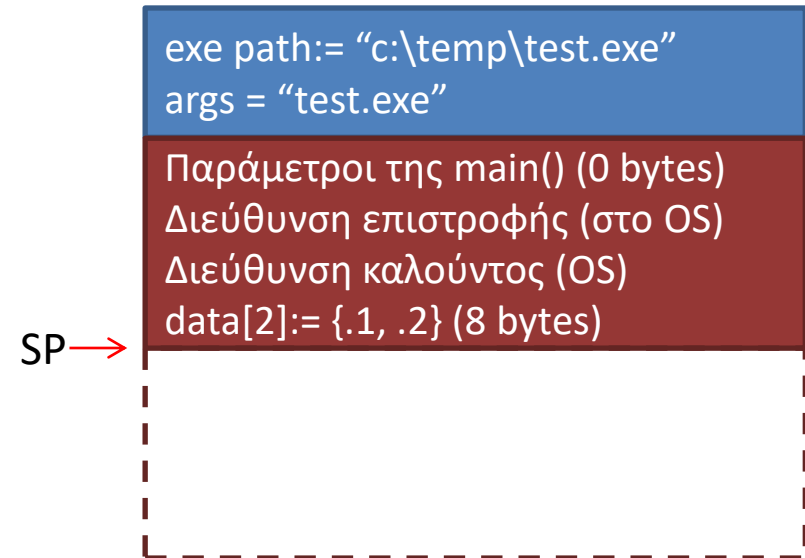 exe path:= “c:\temp\test.exe”
args = “test.exe”
Παράμετροι της main() (0 bytes)
Διεύθυνση επιστροφής (στο OS)
Διεύθυνση καλούντος (OS)
data[2]:= {.1, .2} (8 bytes)
SP